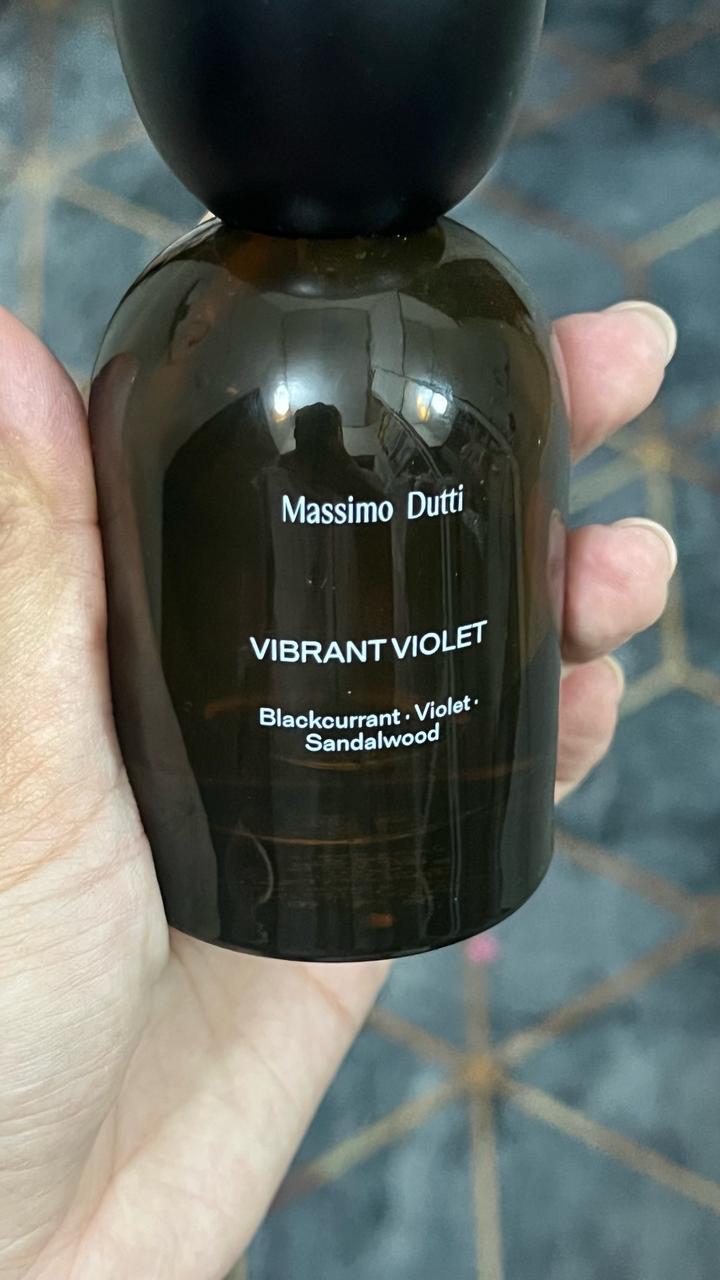 Massimo Dutti
VIBRANT VIOLET
Blackcurrant · Violet ·
Sandalwood